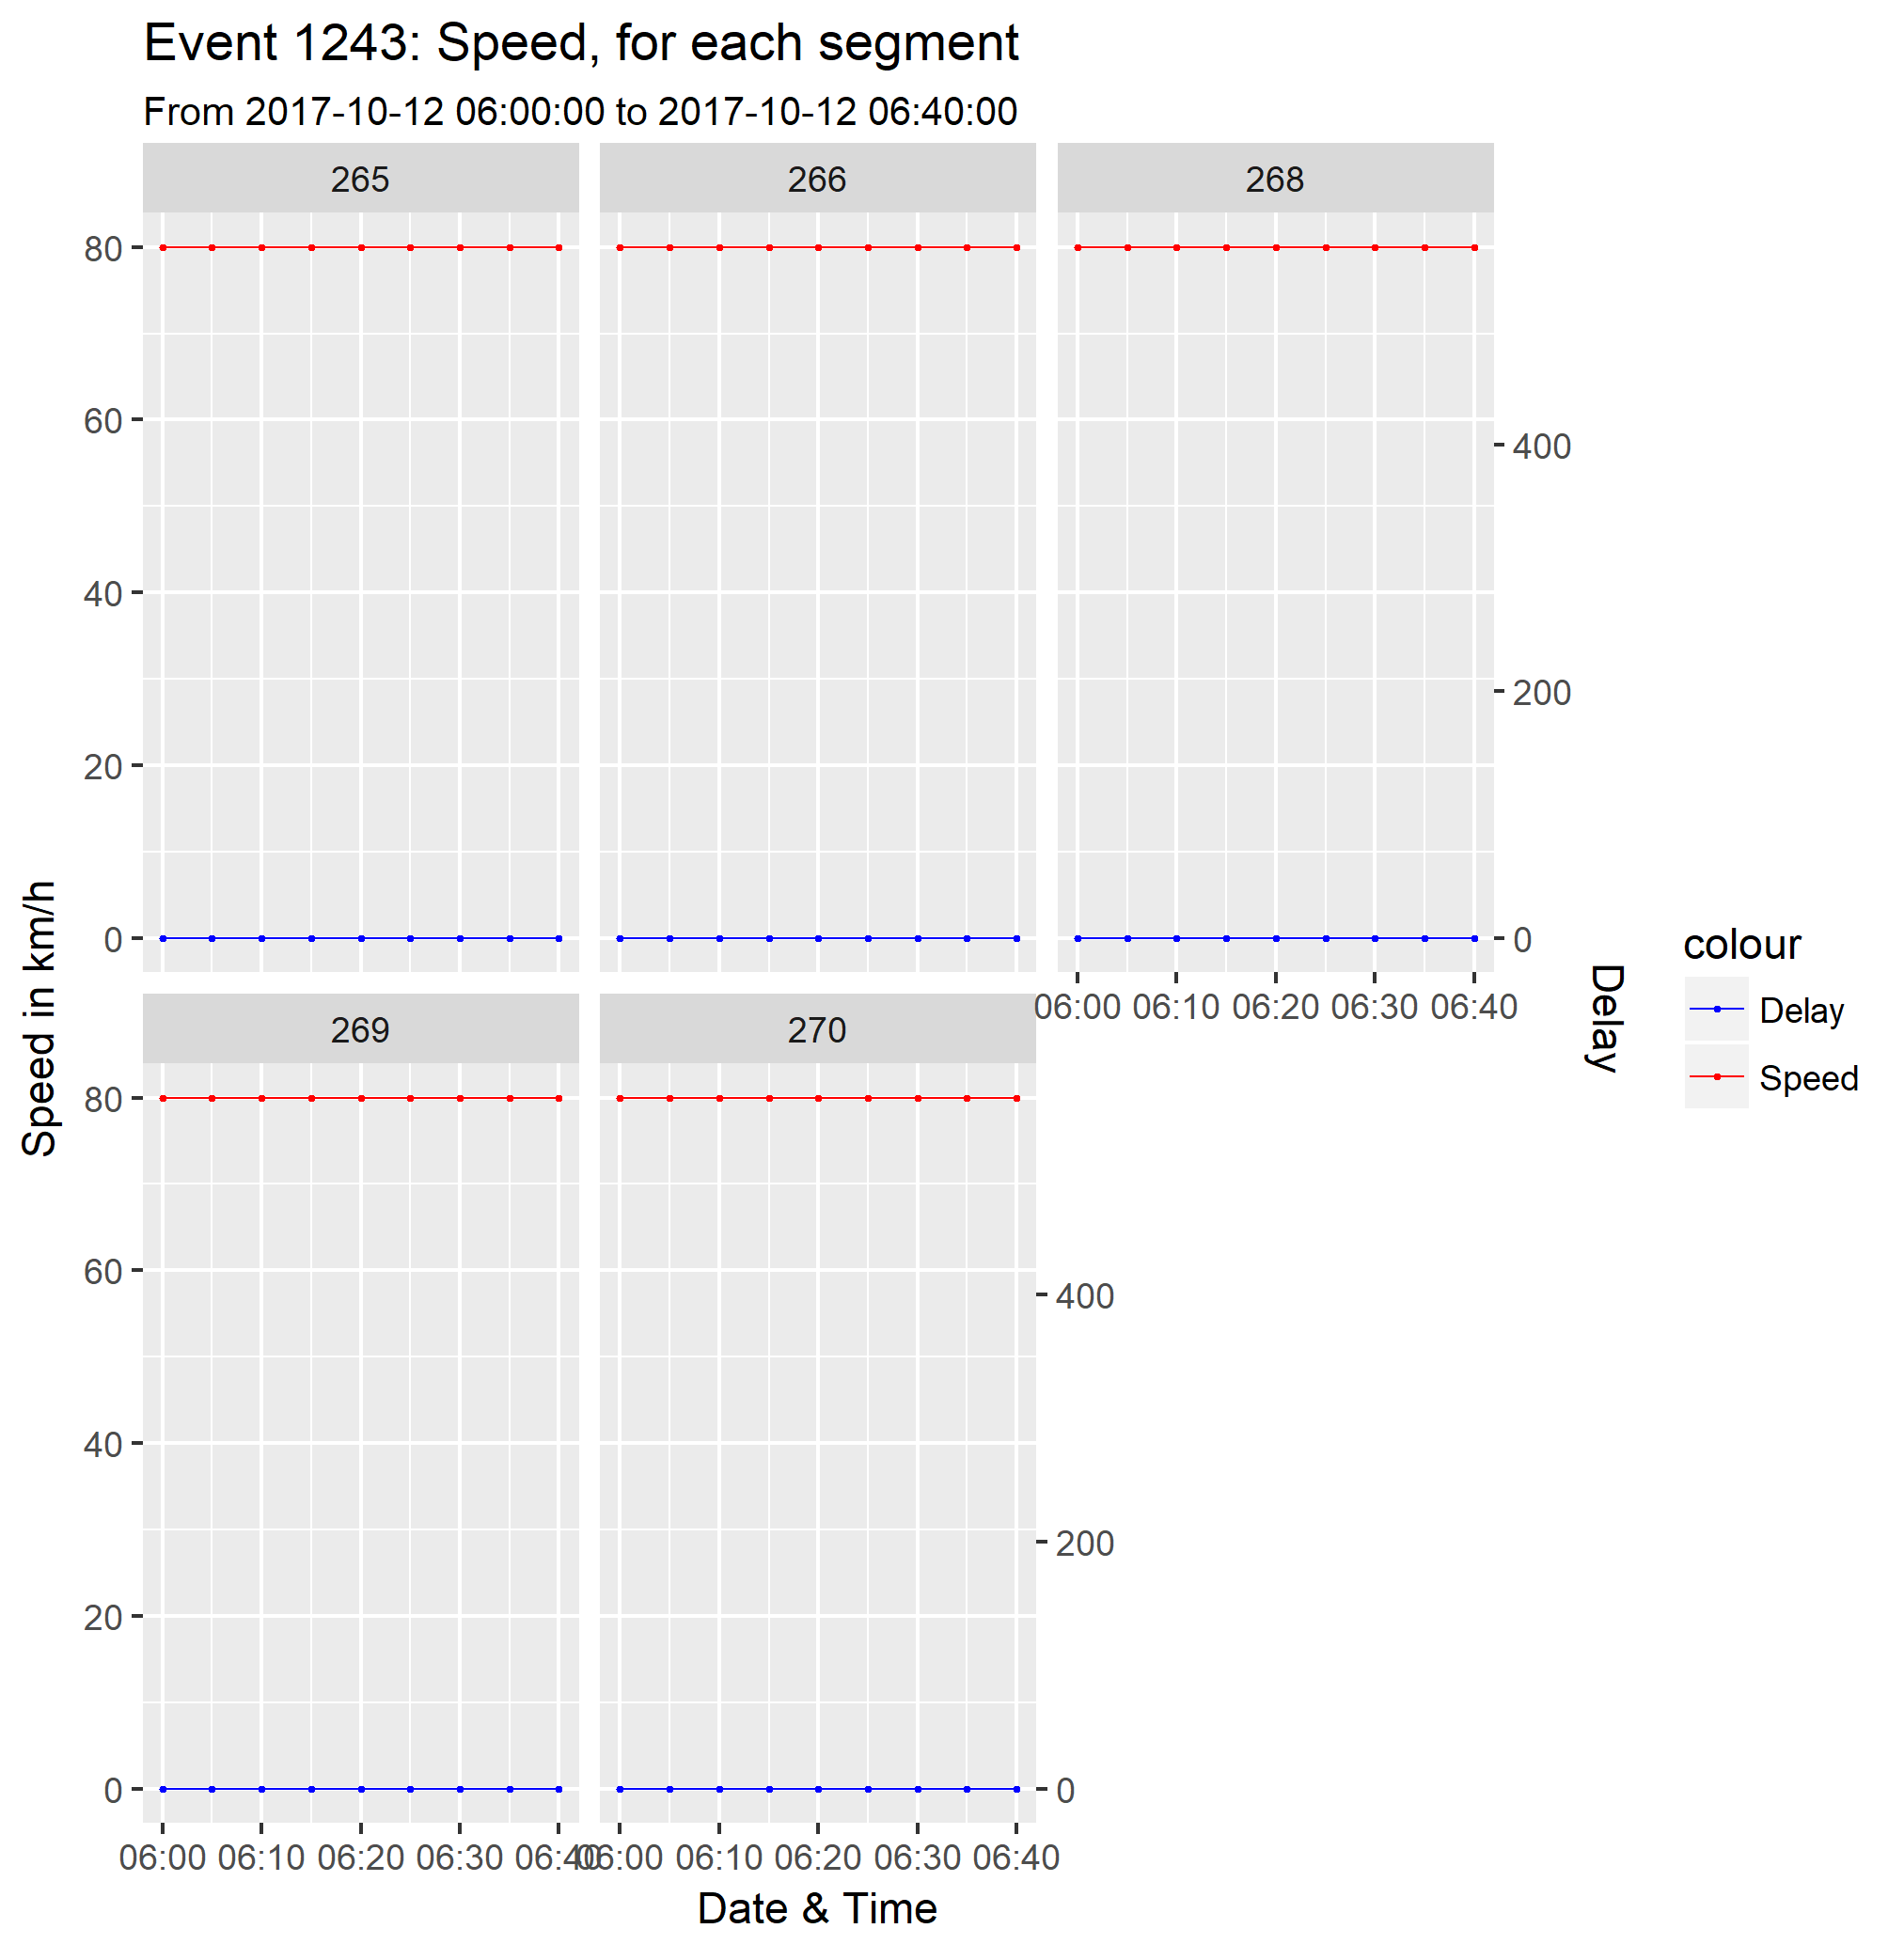 Event 1243: Speed, for each segment
From 2017-10-12 06:00:00 to 2017-10-12 06:40:00
265
266
268
80
60
40
20
0
400
200
0
06:00 06:10 06:20 06:30 06:40
Speed in km/h
Delay
colour
Delay
Speed
269
270
80
60
40
20
0
400
200
0
06:00 06:10 06:20 06:30 06:40
06:00 06:10 06:20 06:30 06:40
Date & Time